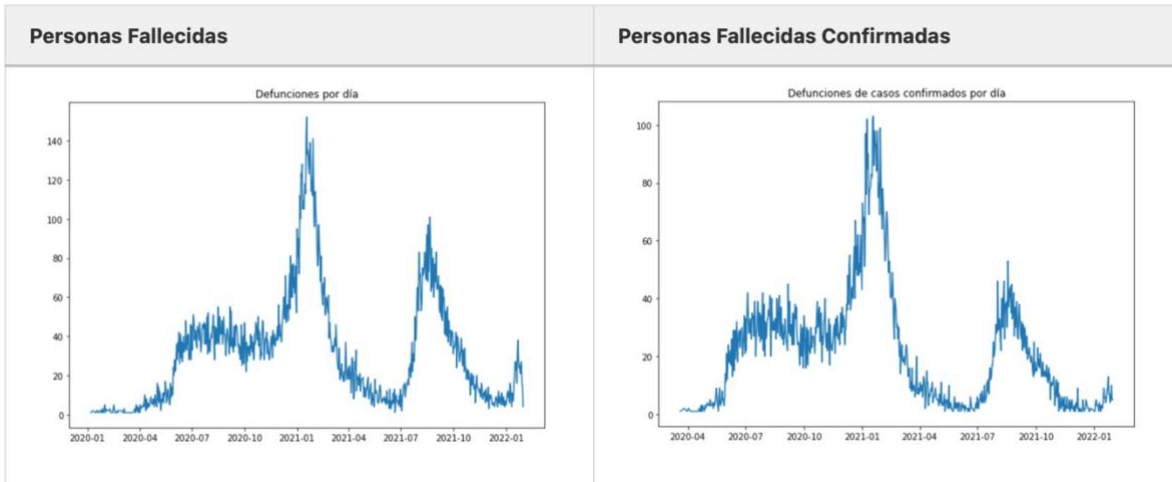 Personas Fallecidas
Personas Fallecidas Confirmadas
Defunciones por día
140
120
100
80
60
40
20
0
2020-01 2020-04 2020-07 2020-10 2021-01 2021-04 2021-07 2021-10 2022-01
Defunciones de casos confirmados por día
100
80
60
40
20
0
2020-04 2020-07 2020-10 2021-01 2021-04 2021-07 2021-10 2022-01